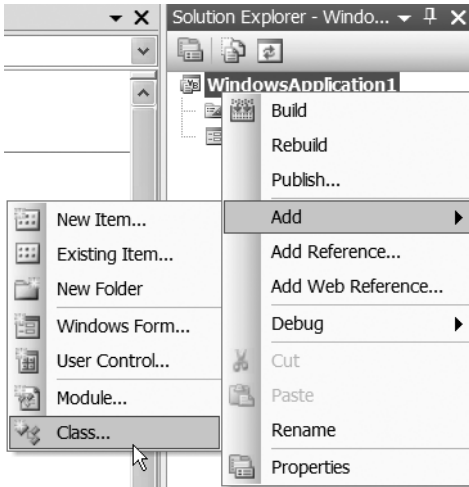 Solution Explorer - Windo...
WindowsApplication1
Build
Rebuild
Publish...
Add
Add Reference...
Add Web Reference...
Debug
Cut
Paste
Rename
Properties
New Item...
Existing Item...
New Folder
Windows Form...
User Control...
Module...
Class...